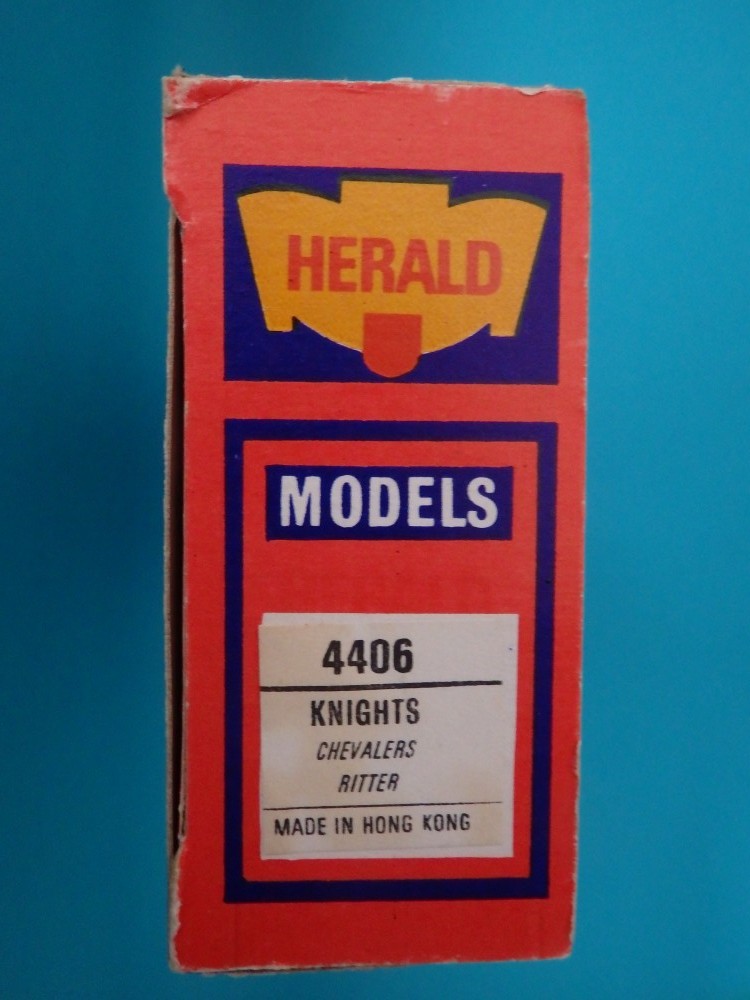 HERALD
MODELS
4406
KNIGHTS
CHEVALERS
RITTER
MADE IN HONG KONG